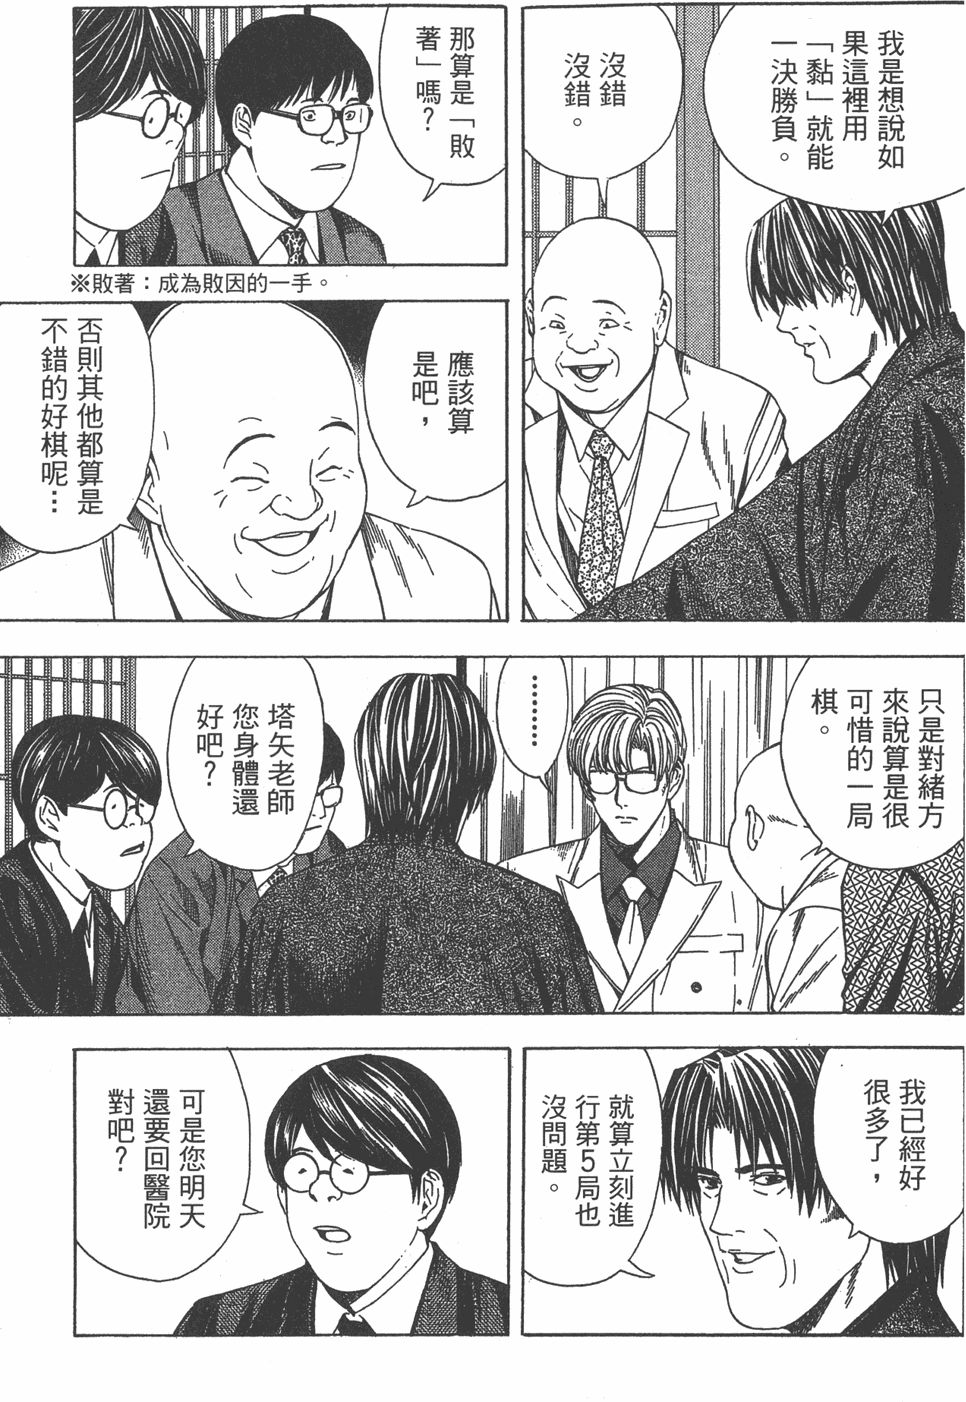 我是想說如
果這裡用
「黏」就能
一決勝負。
沒錯
沒錯。
那算是「敗
著」嗎？
※敗著：成為敗因的一手。
應該算
是吧，
否則其他都算是
不錯的好棋呢…
只是對緒方
來說算是很
可惜的一局
棋。
………
塔矢老師
您身體還
好吧？
我已經好
很多了，
就算立刻進
行第5局也
沒問題。
可是您明天
還要回醫院
對吧？